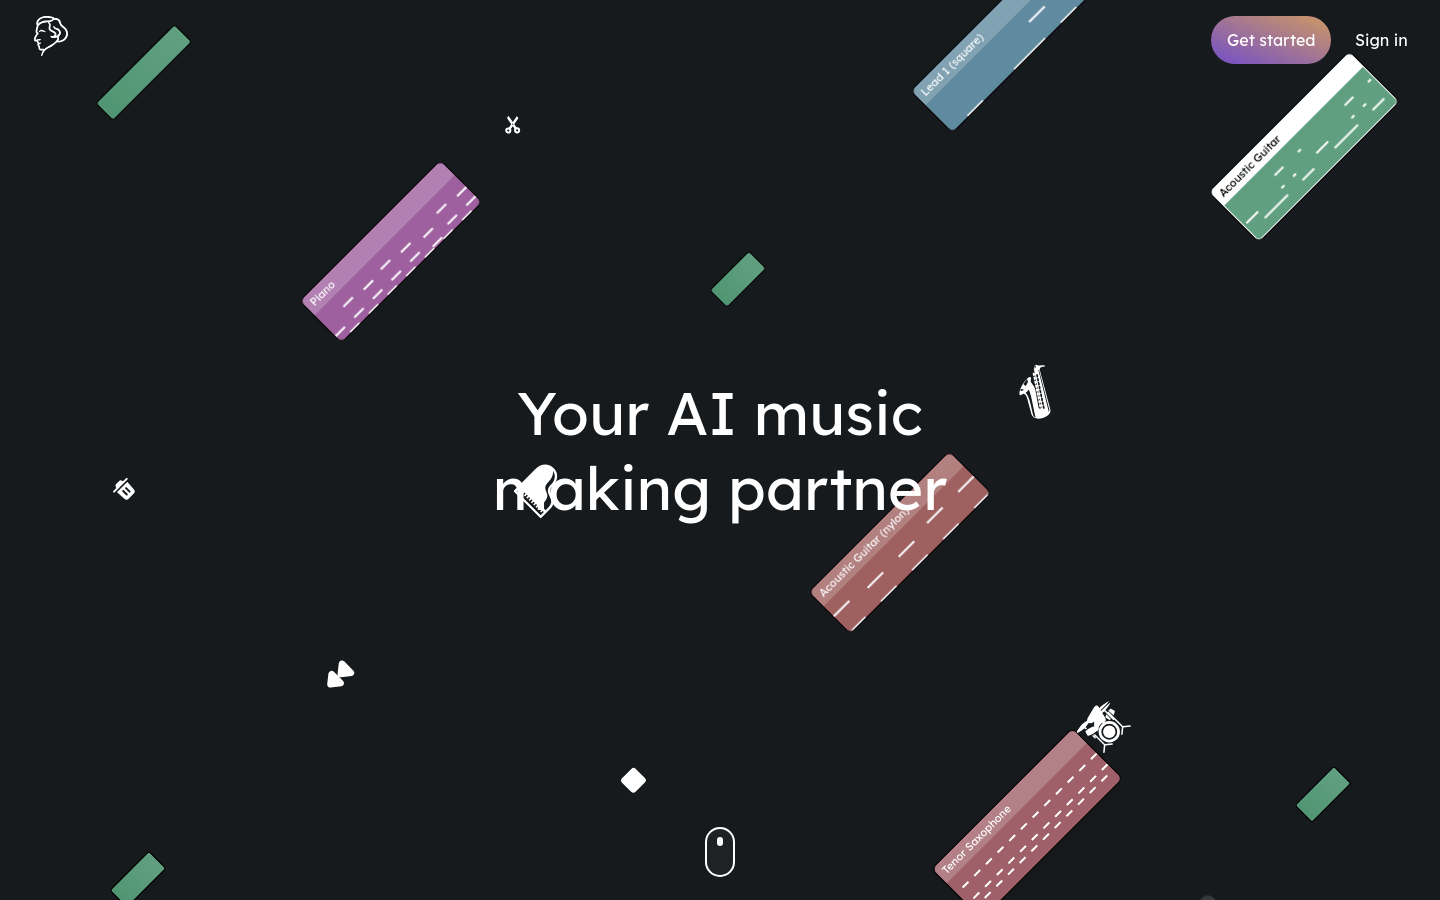 Get started
Sign in
Lead 1 (square)
Acoustic Guitar
Piano
Your AI music
making partner
Acoustic Guitar (nylon)
Tenor Saxophone